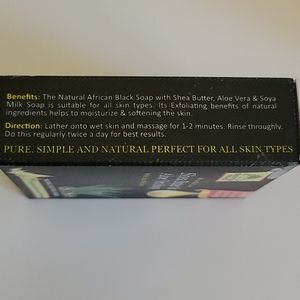 Benefits: The Natural African Black Soap with Shea Butter, Aloe Vera & Soya
Milk Soap is suitable for all skin types. Its Exfoliating benefits of natural
ingredients helps to moisturize & softening the skin.
Direction: Lather onto wet skin and massage for 1-2 minutes. Rinse throughly.
Do this regularly twice a day for best results.
PURE, SIMPLE AND NATURAL PERFECT FOR ALL SKIN TYPES